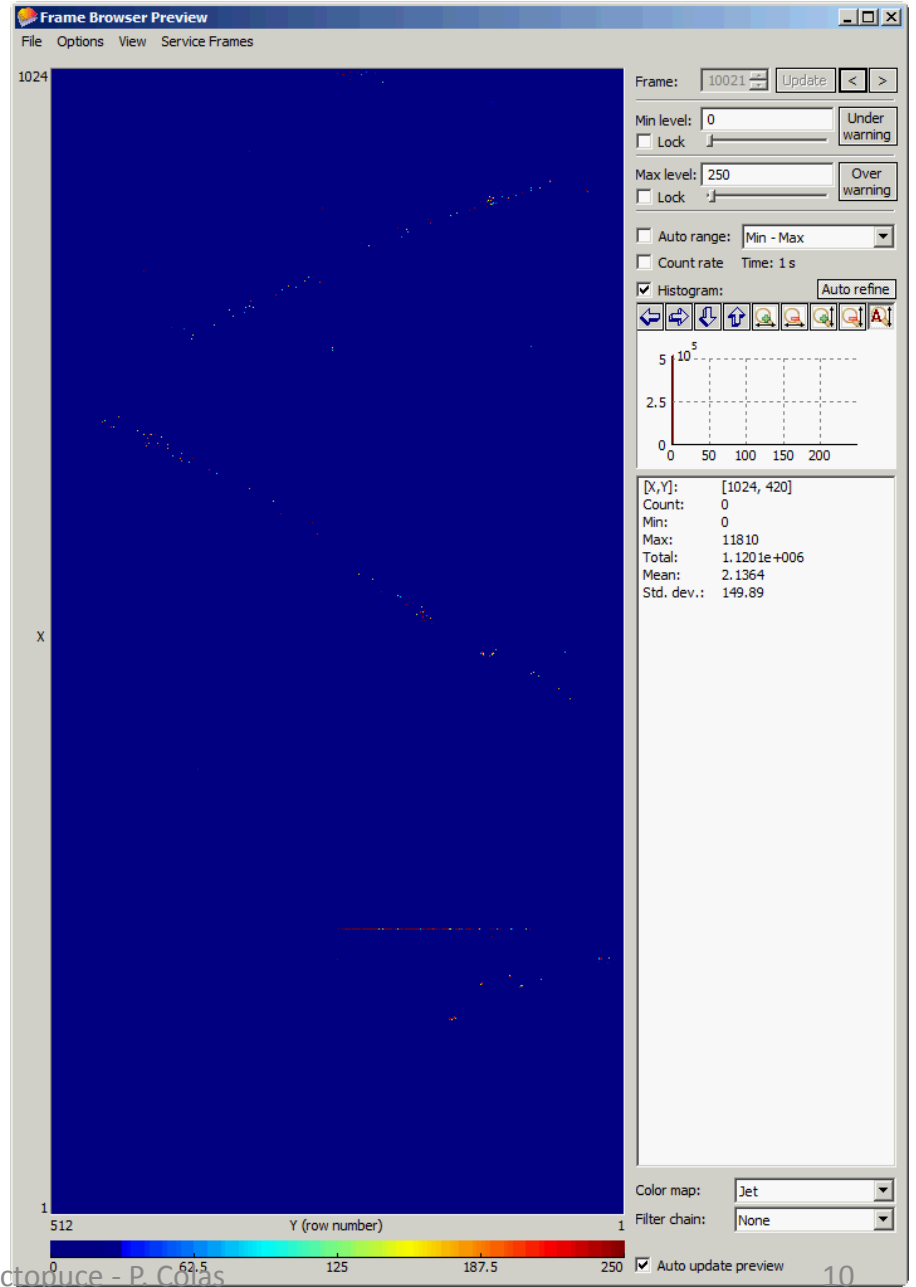 Frame Browser Preview
File Options View Service Frames
1024
X
1
512 Y (row number) 1
0 62.5 125 187.5 250
Frame: 10021 Update < >
Min level: 0 Under warning
Lock
Max level: 250 Over warning
Lock
Auto range: Min - Max
Count rate Time: 1 s
Histogram: Auto refine
A
5 10^5
2.5
0
0 50 100 150 200
[X,Y]: [1024, 420]
Count: 0
Min: 0
Max: 11810
Total: 1.1201e+006
Mean: 2.1364
Std. dev.: 149.89
Color map: Jet
Filter chain: None
Auto update preview
ctopuce - P. Colas 10